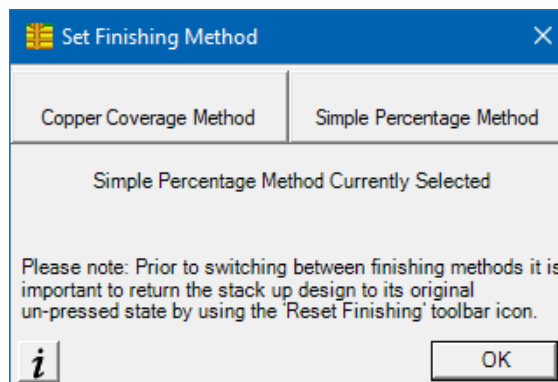 Set Finishing Method
Copper Coverage Method
Simple Percentage Method
Simple Percentage Method Currently Selected
Please note: Prior to switching between finishing methods it is
important to return the stack up design to its original
un-pressed state by using the 'Reset Finishing' toolbar icon.
i
OK